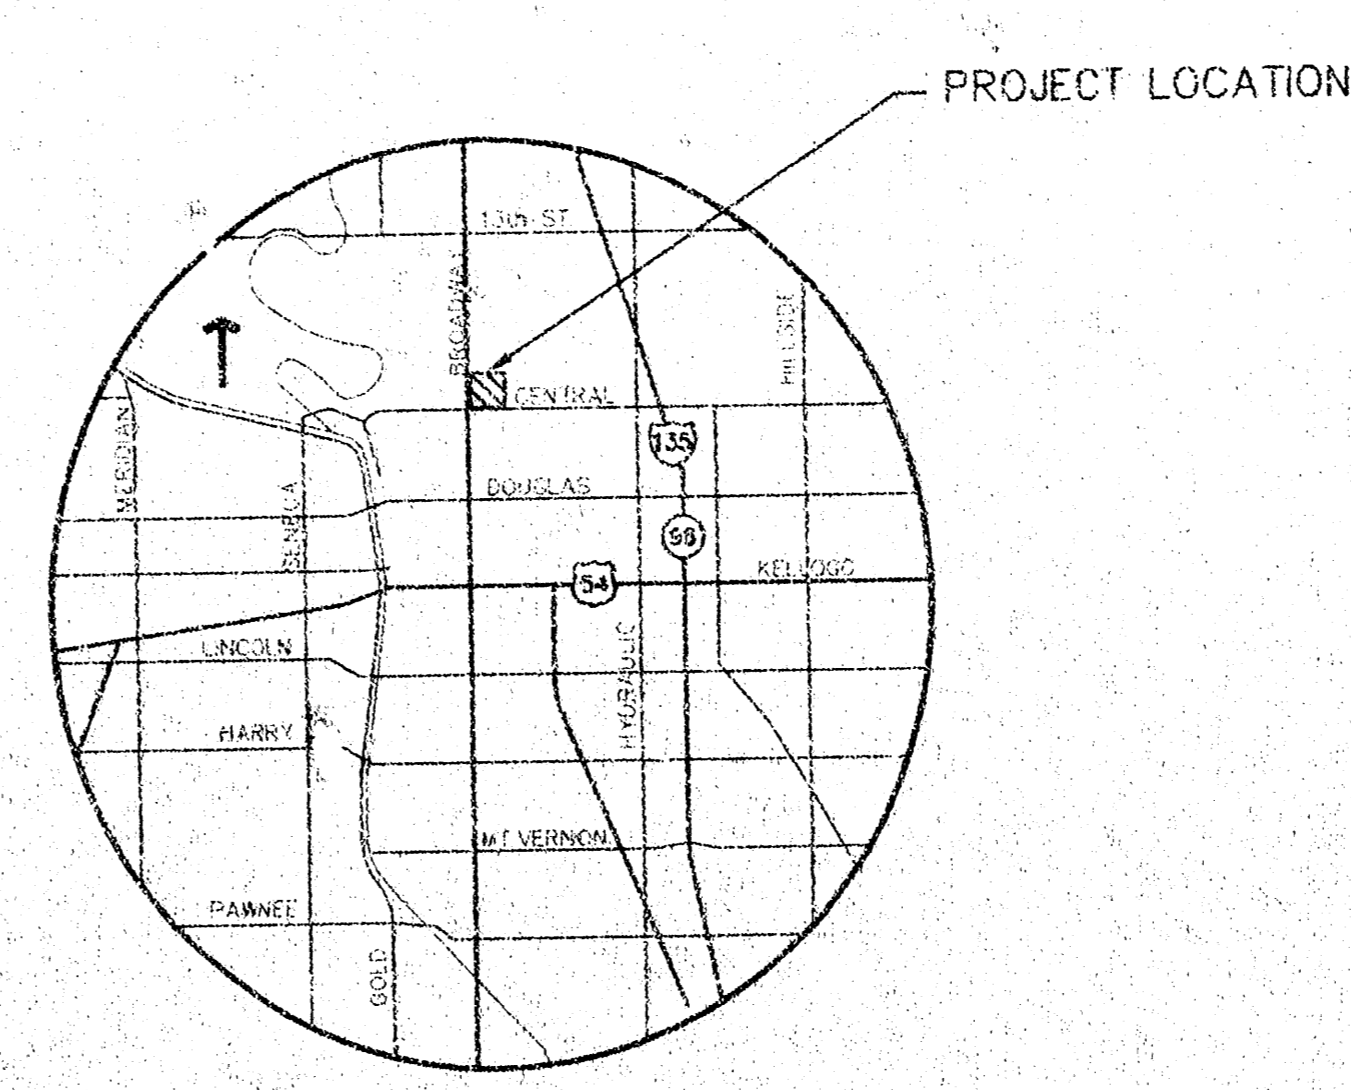 PROJECT LOCATION
13th ST.
BROADWAY
HILLSIDE
CENTRAL
MERIDIAN
135
SENECA
DOUGLAS
96
KELLOGG
54
LINCOLN
HYDRAULIC
HARRY
MT VERNON
PAWNEE
GOLD